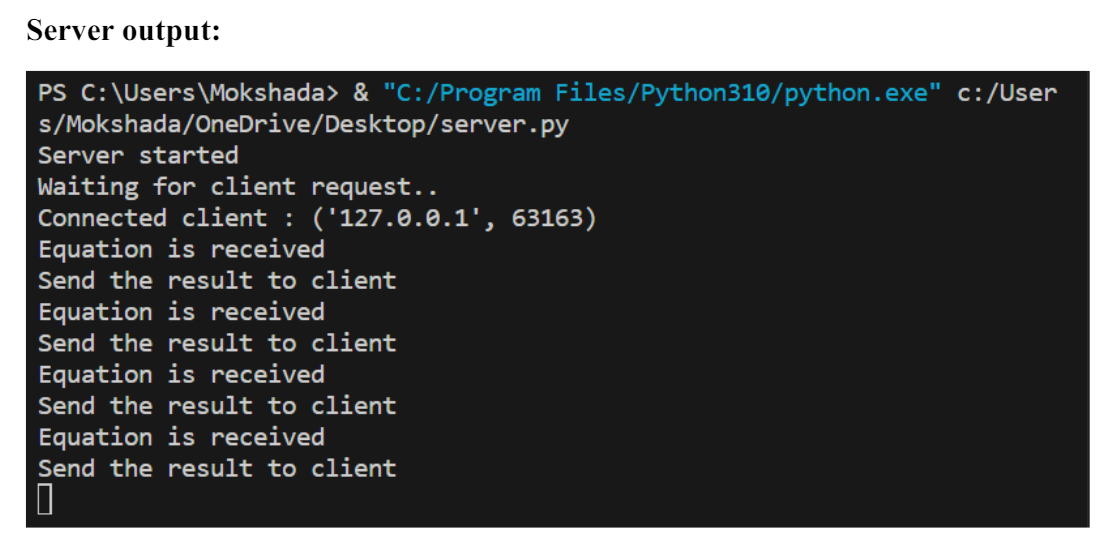 Server output:
PS C:\Users\Mokshada> & "C:/Program Files/Python310/python.exe" c:/User
s/Mokshada/OneDrive/Desktop/server.py
Server started
Waiting for client request..
Connected client : ('127.0.0.1', 63163)
Equation is received
Send the result to client
Equation is received
Send the result to client
Equation is received
Send the result to client
Equation is received
Send the result to client